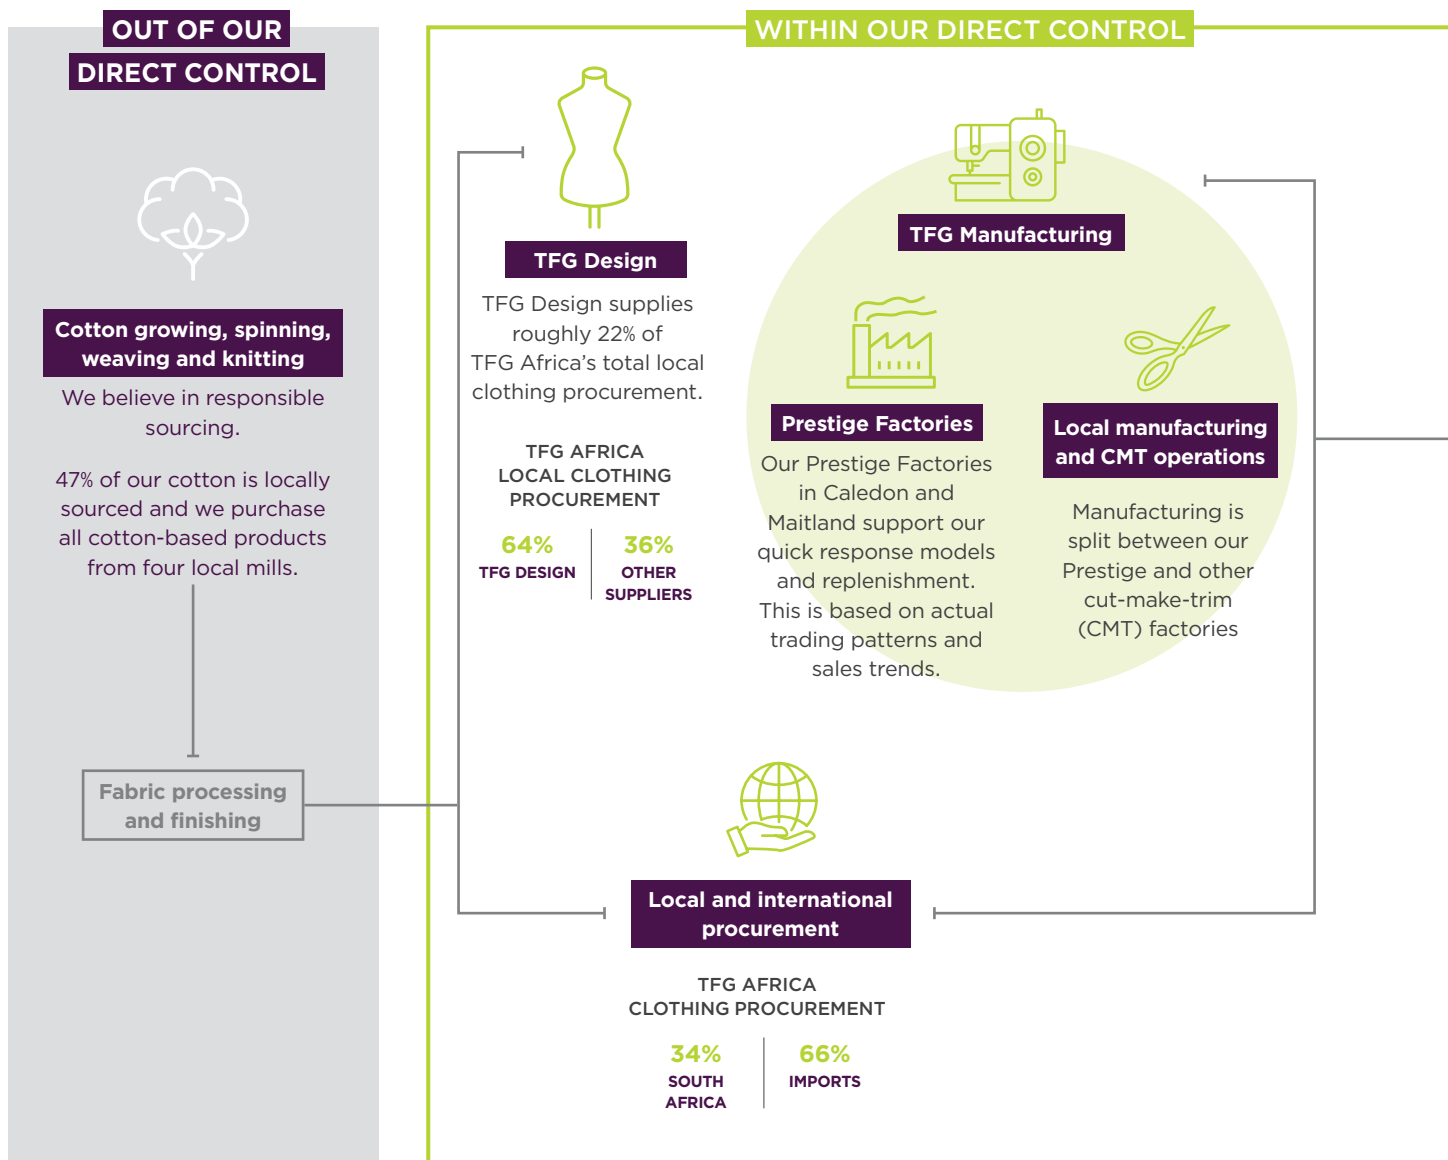 OUT OF OUR
DIRECT CONTROL
Cotton growing, spinning,
weaving and knitting
We believe in responsible
sourcing.
47% of our cotton is locally
sourced and we purchase
all cotton-based products
from four local mills.
Fabric processing
and finishing
WITHIN OUR DIRECT CONTROL
TFG Design
TFG Design supplies
roughly 22% of
TFG Africa's total local
clothing procurement.
TFG AFRICA
LOCAL CLOTHING
PROCUREMENT
64%
TFG DESIGN
36%
OTHER
SUPPLIERS
TFG Manufacturing
Prestige Factories
Our Prestige Factories
in Caledon and
Maitland support our
quick response models
and replenishment.
This is based on actual
trading patterns and
sales trends.
Local manufacturing
and CMT operations
Manufacturing is
split between our
Prestige and other
cut-make-trim
(CMT) factories
Local and international
procurement
TFG AFRICA
CLOTHING PROCUREMENT
34%
SOUTH
AFRICA
66%
IMPORTS